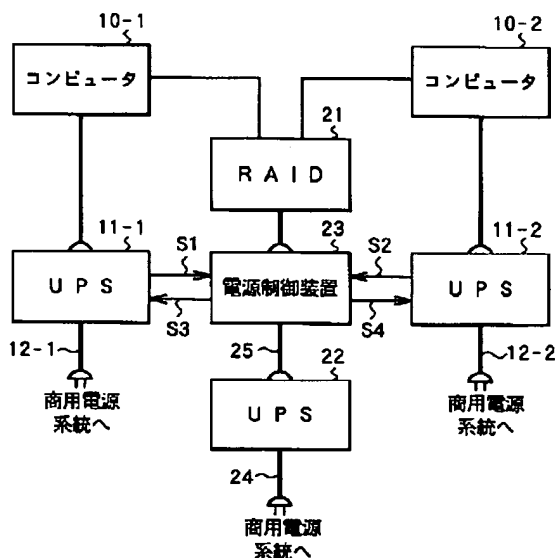 10-1
10-2
コンピュータ
コンピュータ
21
RAID
11-1
S1
23
S2
11-2
UPS
電源制御装置
UPS
S3
S4
12-1
25
22
12-2
商用電源
系統へ
UPS
商用電源
系統へ
24
商用電源
系統へ